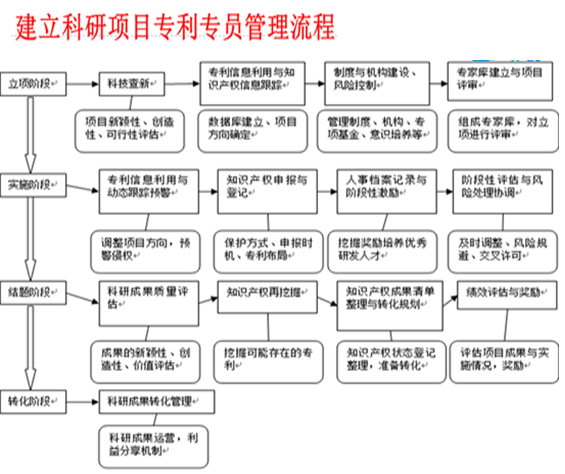 建立科研项目专利专员管理流程
立项阶段
科技查新
专利信息利用与知
识产权信息跟踪
制度与机构建设、
风险控制
专家库建立与项目
评审
项目新颖性、创造
性、可行性评估
数据库建立、项目
方向确定
管理制度、机构、专
项基金、意识培养等
组成专家库，对立
项进行评审
实施阶段
专利信息利用与
动态跟踪预警
知识产权申报与
登记
人事档案记录与
阶段性激励
阶段性评估与风
险处理协调
调整项目方向，预
警侵权
保护方式、申报时
机、专利布局
挖掘奖励培养优秀
研发人才
及时调整、风险规
避、交叉许可
结题阶段
科研成果质量评
估
知识产权再挖掘
知识产权成果清单
整理与转化规划
绩效评估与奖励
成果的新颖性、创
造性、价值评估
挖掘可能存在的专
利
知识产权状态登记
整理，准备转化
评估项目成果与实
施情况，奖励
转化阶段
科研成果转化管理
科研成果运营，利
益分享机制